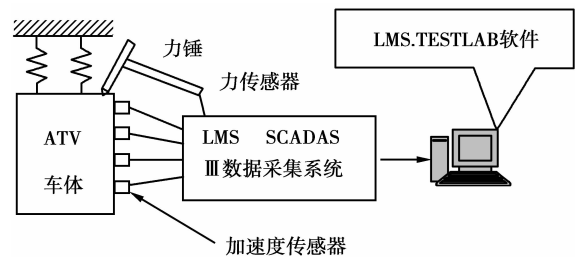 力锤
LMS.TESTLAB软件
力传感器
ATV
车体
LMS SCADAS
Ⅲ数据采集系统
加速度传感器